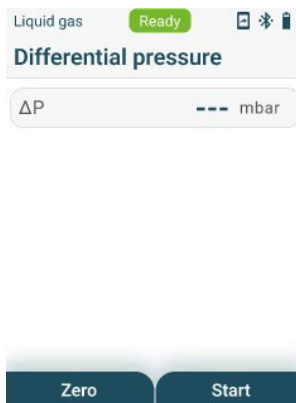 Liquid gas Ready
Differential pressure
ΔP --- mbar
Zero Start